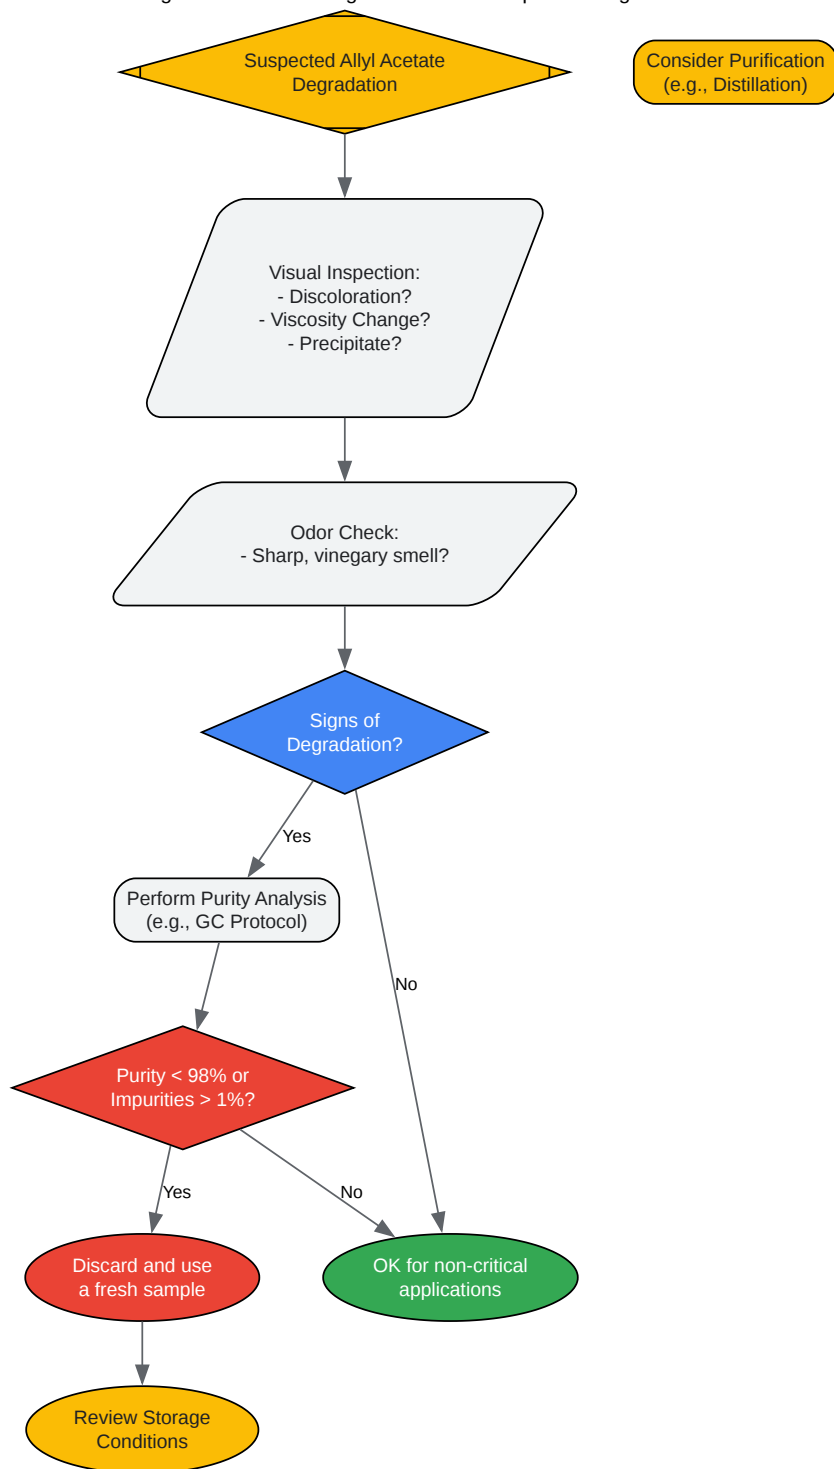 Suspected Allyl Acetate
Degradation
Consider Purification
(e.g., Distillation)
Visual Inspection:
- Discoloration?
- Viscosity Change?
- Precipitate?
Odor Check:
- Sharp, vinegary smell?
Signs of
Degradation?
Yes
Perform Purity Analysis
(e.g., GC Protocol)
No
Purity < 98% or
Impurities > 1%?
Yes
No
Discard and use
a fresh sample
OK for non-critical
applications
Review Storage
Conditions